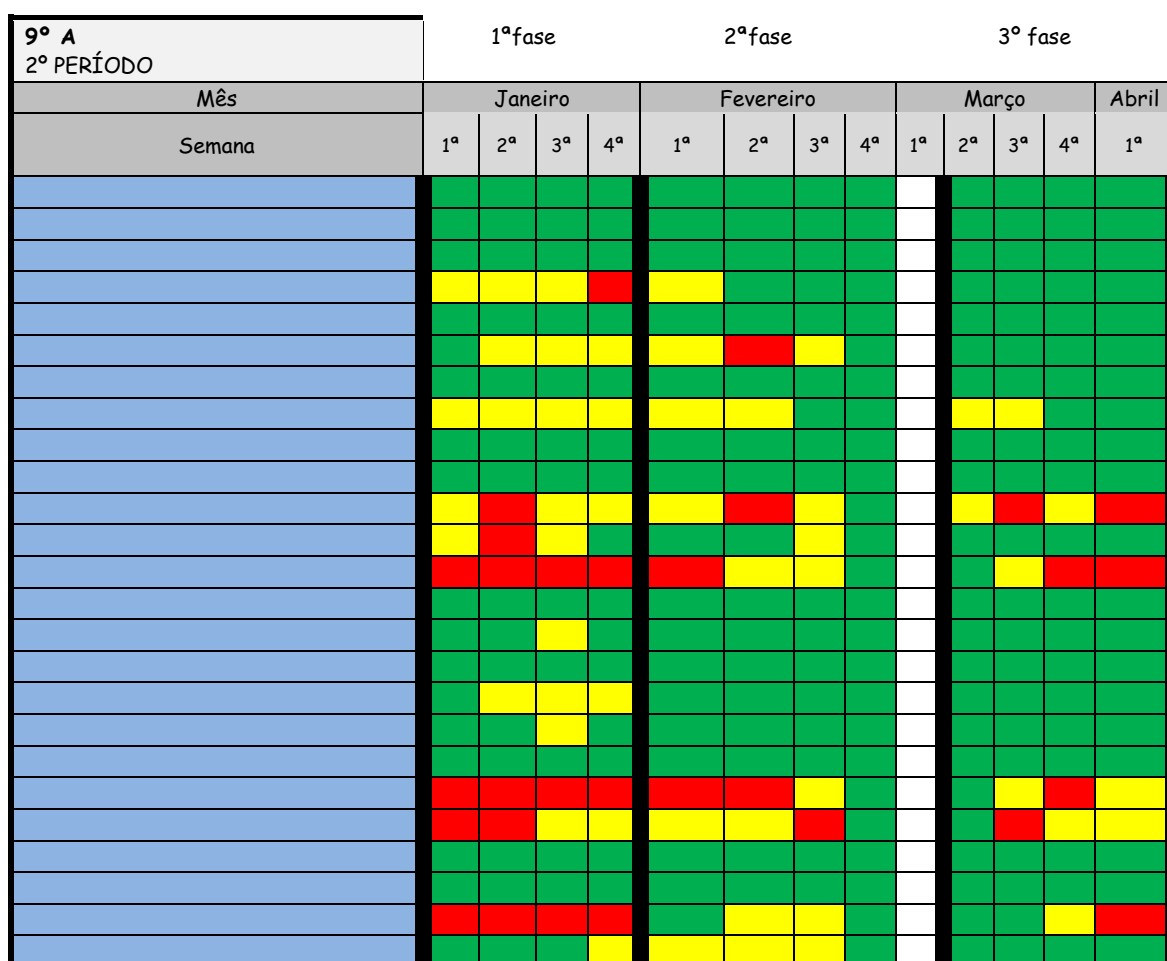 9º A 1ªfase 2ªfase 3º fase
2º PERÍODO
Mês Janeiro Fevereiro Março Abril
Semana 1ª 2ª 3ª 4ª 1ª 2ª 3ª 4ª 1ª 2ª 3ª 4ª 1ª